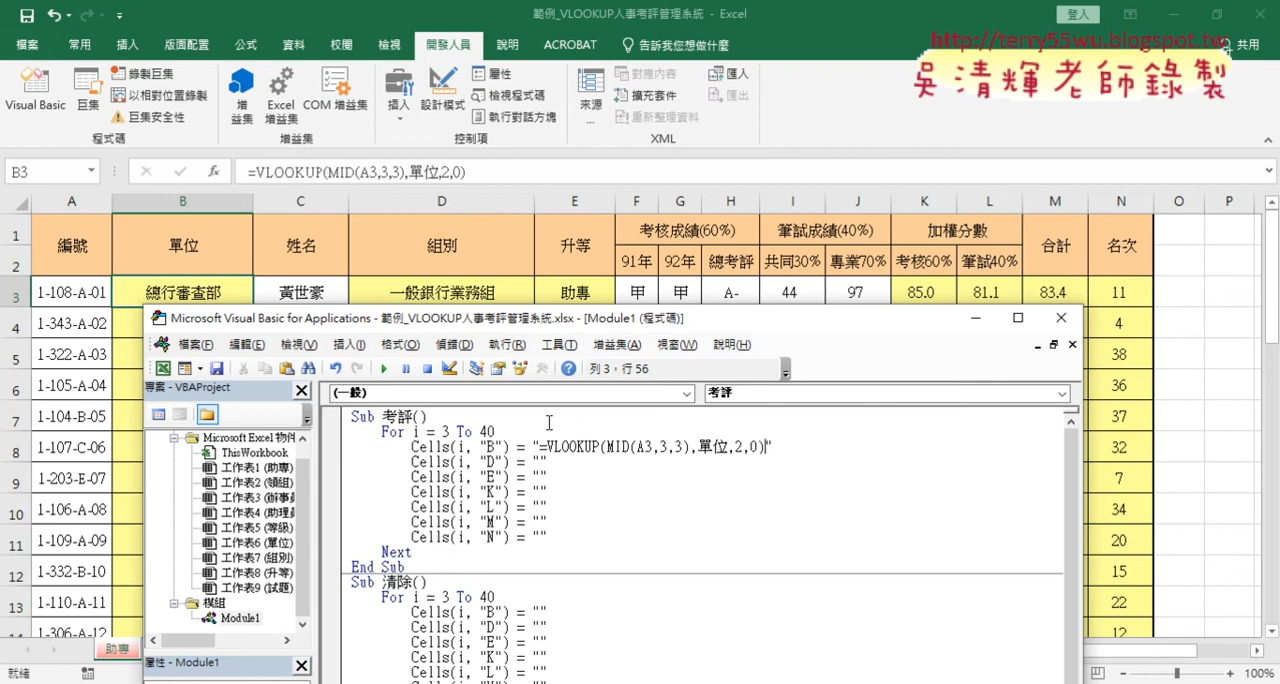 範例_VLOOKUP人事考評管理系統 - Excel
登入
檔案 常用 插入 版面配置 公式 資料 校閱 檢視 開發人員 說明 ACROBAT 告訴我您想做什麼 共用
http://terry55wu.blogspot.tw
吳清輝老師錄製
Visual Basic 巨集 錄製巨集 以相對位置錄製 巨集安全性
增益集 Excel 增益集 COM 增益集
插入 設計模式 屬性 檢視程式碼 執行對話方塊
來源 對應內容 擴充套件 重新整理資料 匯入 匯出
程式碼 增益集 控制項 XML
B3 fx =VLOOKUP(MID(A3,3,3),單位,2,0)
A B C D E F G H I J K L M N O P
1 編號 單位 姓名 組別 升等 考核成績(60%) 筆試成績(40%) 加權分數 合計 名次
2 91年 92年 總考評 共同30% 專業70% 考核60% 筆試40%
3 1-108-A-01 總行審查部 黃世豪 一般銀行業務組 助專 甲 甲 A- 44 97 85.0 81.1 83.4 11
4 1-343-A-02 4
5 1-322-A-03 38
6 1-105-A-04 36
7 1-104-B-05 37
8 1-107-C-06 32
9 1-203-E-07 7
10 1-106-A-08 34
11 1-109-A-09 20
12 1-332-B-10 15
13 1-110-A-11 22
1-306-A-12 12
Microsoft Visual Basic for Applications - 範例_VLOOKUP人事考評管理系統.xlsx - [Module1 (程式碼)]
檔案(F) 編輯(E) 檢視(V) 插入(I) 格式(O) 偵錯(D) 執行(R) 工具(T) 增益集(A) 視窗(W) 說明(H)
列 3，行 56
專案 - VBAProject
Microsoft Excel 物件
ThisWorkbook
工作表1 (助專)
工作表2 (領組)
工作表3 (辦事員
工作表4 (助理員
工作表5 (等級)
工作表6 (單位)
工作表7 (組別)
工作表8 (升等)
工作表9 (試題)
模組
Module1
屬性 - Module1
(一般) 考評
Sub 考評()
For i = 3 To 40
Cells(i, "B") = "=VLOOKUP(MID(A3,3,3),單位,2,0)"
Cells(i, "D") = ""
Cells(i, "E") = ""
Cells(i, "K") = ""
Cells(i, "L") = ""
Cells(i, "M") = ""
Cells(i, "N") = ""
Next
End Sub
Sub 清除()
For i = 3 To 40
Cells(i, "B") = ""
Cells(i, "D") = ""
Cells(i, "E") = ""
Cells(i, "K") = ""
Cells(i, "L") = ""
助專
就緒 100%